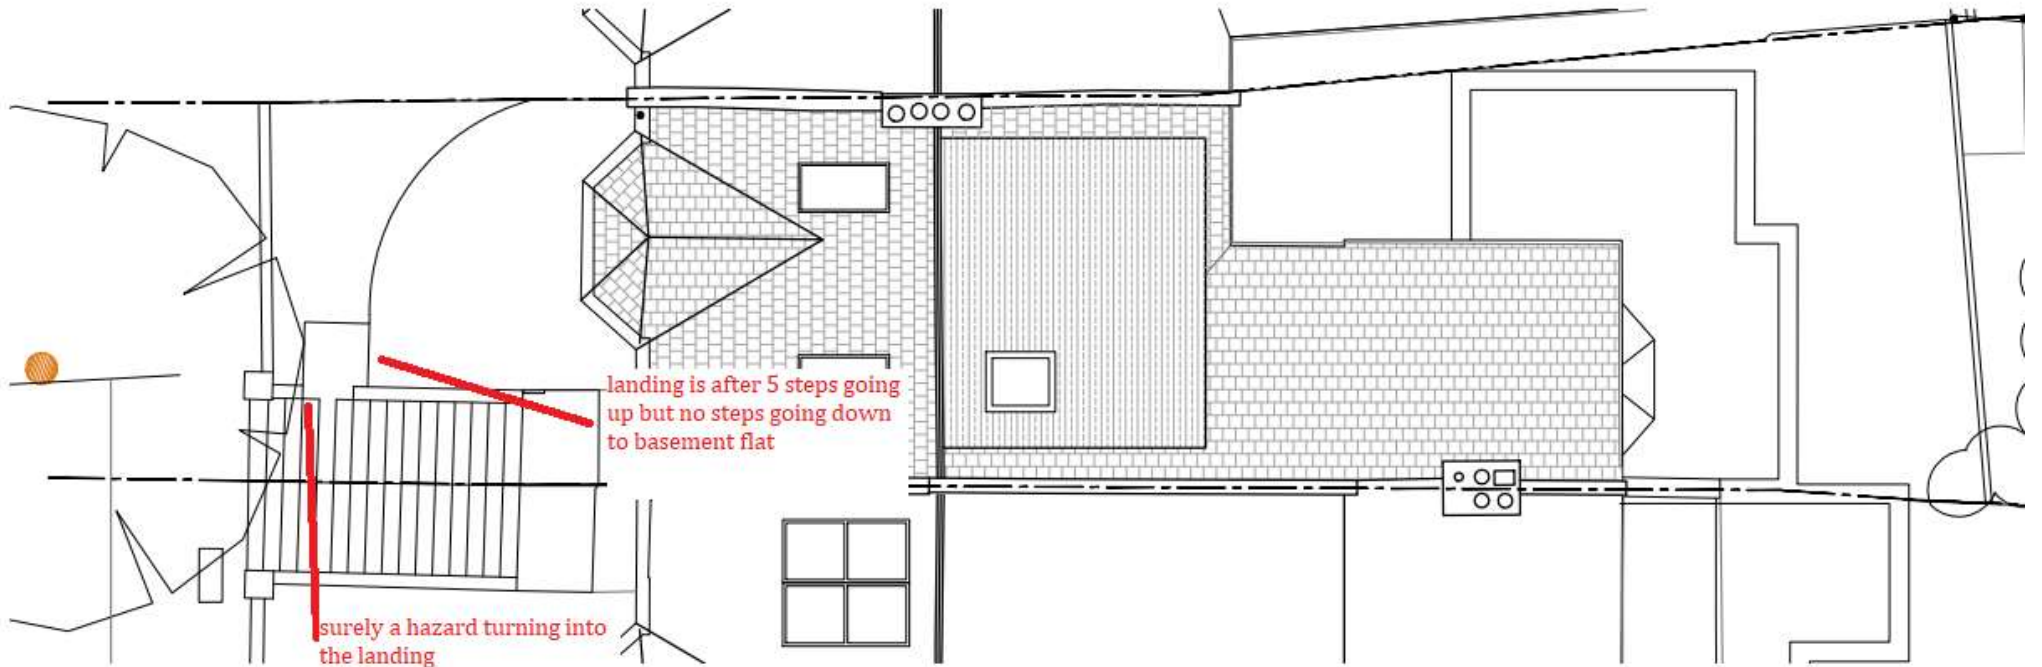 landing is after 5 steps going
up but no steps going down
to basement flat
surely a hazard turning into
the landing